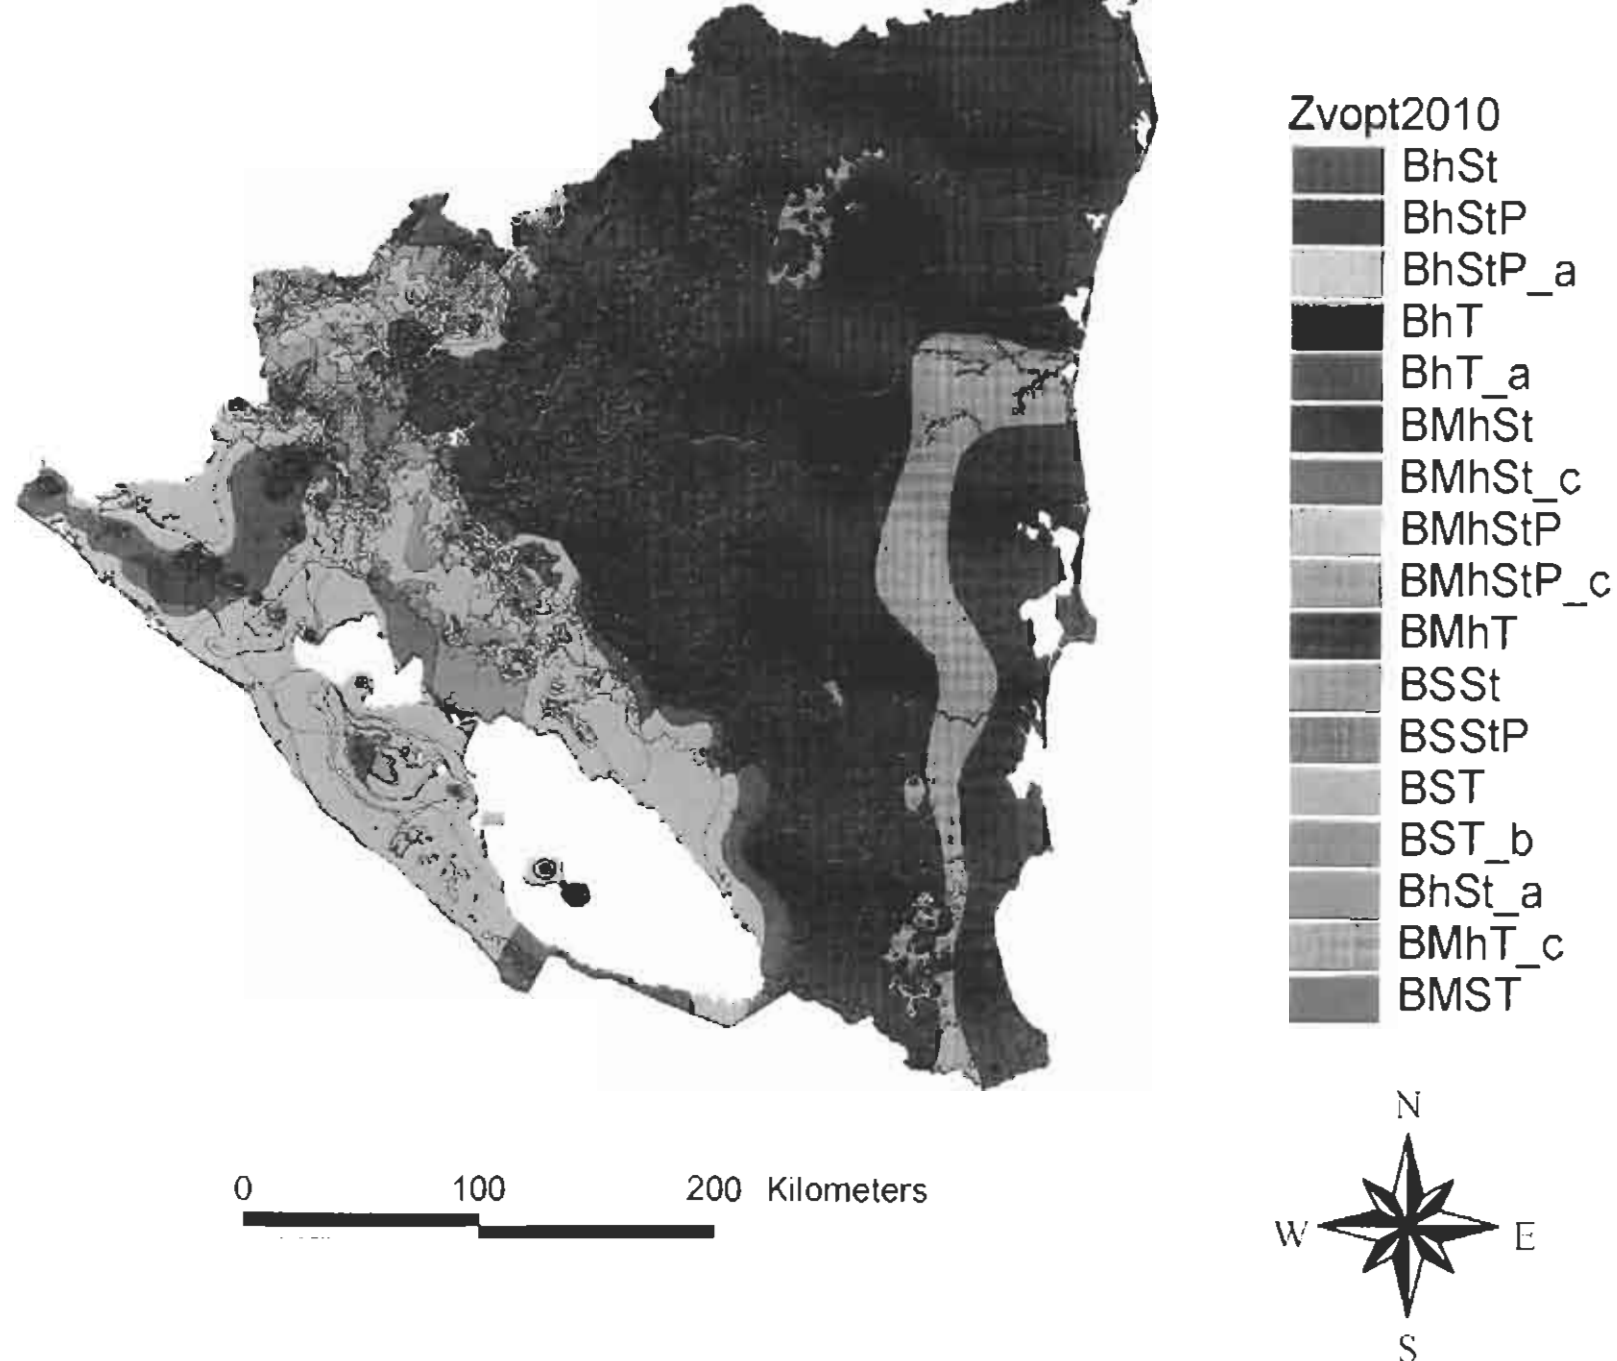 Zvopt2010
BhSt
BhStP
BhStP_a
BhT
BhT_a
BMhSt
BMhSt_c
BMhStP
BMhStP_c
BMhT
BSSt
BSStP
BST
BST_b
BhSt_a
BMhT_c
BMST
0 100 200 Kilometers
N
W E
S